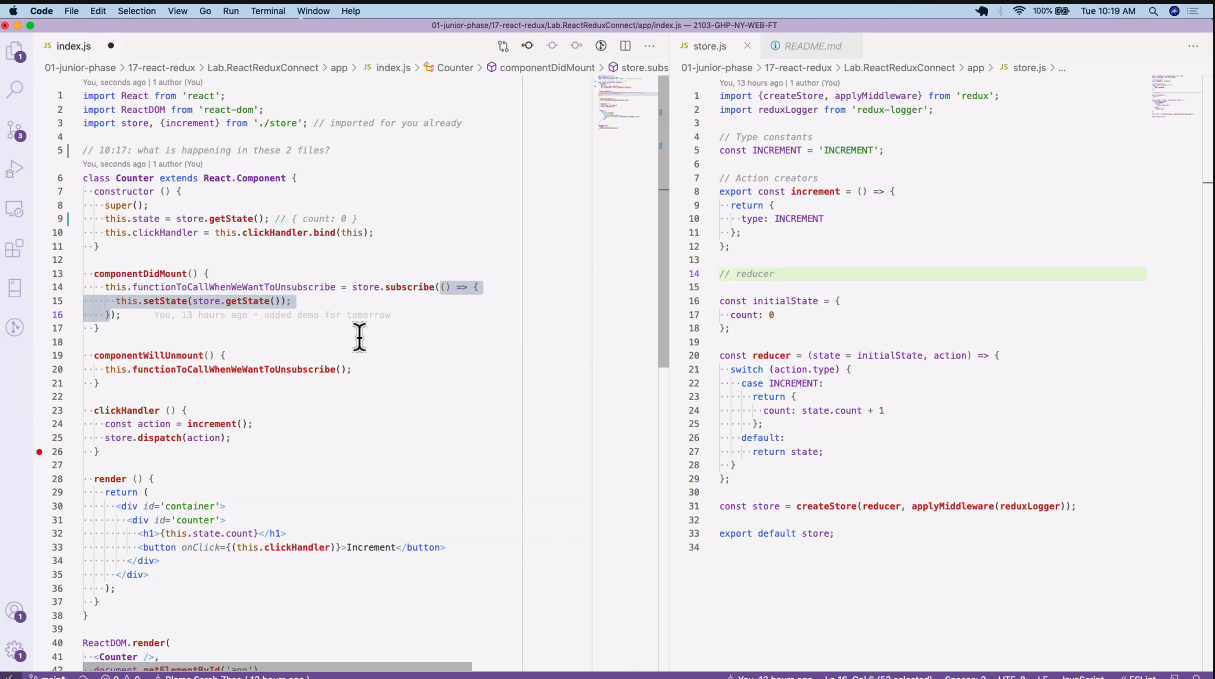 Code File Edit Selection View Go Run Terminal Window Help
100% Tue 10:19 AM
01-junior-phase/17-react-redux/Lab.ReactReduxConnect/app/index.js — 2103-GHP-NY-WEB-FT
JS index.js
01-junior-phase > 17-react-redux > Lab.ReactReduxConnect > app > JS index.js > Counter > componentDidMount > store.subs
You, seconds ago | 1 author (You)
1 import React from 'react';
2 import ReactDOM from 'react-dom';
3 import store, {increment} from './store'; // imported for you already
4
5 // 10:17: what is happening in these 2 files?
You, seconds ago | 1 author (You)
6 class Counter extends React.Component {
7 constructor () {
8 super();
9 this.state = store.getState(); // { count: 0 }
10 this.clickHandler = this.clickHandler.bind(this);
11 }
12
13 componentDidMount() {
14 this.functionToCallWhenWeWantToUnsubscribe = store.subscribe(() => {
15 this.setState(store.getState());
16 }); You, 13 hours ago • added demo for tomorrow
17 }
18
19 componentWillUnmount() {
20 this.functionToCallWhenWeWantToUnsubscribe();
21 }
22
23 clickHandler () {
24 const action = increment();
25 store.dispatch(action);
26 }
27
28 render () {
29 return (
30 <div id='container'>
31 <div id='counter'>
32 <h1>{this.state.count}</h1>
33 <button onClick={(this.clickHandler)}>Increment</button>
34 </div>
35 </div>
36 );
37 }
38 }
39
40 ReactDOM.render(
41 <Counter />,
42 document.getElementById('app')
JS store.js
README.md
01-junior-phase > 17-react-redux > Lab.ReactReduxConnect > app > JS store.js > ...
You, 13 hours ago | 1 author (You)
1 import {createStore, applyMiddleware} from 'redux';
2 import reduxLogger from 'redux-logger';
3
4 // Type constants
5 const INCREMENT = 'INCREMENT';
6
7 // Action creators
8 export const increment = () => {
9 return {
10 type: INCREMENT
11 };
12 };
13
14 // reducer
15
16 const initialState = {
17 count: 0
18 };
19
20 const reducer = (state = initialState, action) => {
21 switch (action.type) {
22 case INCREMENT:
23 return {
24 count: state.count + 1
25 };
26 default:
27 return state;
28 }
29 };
30
31 const store = createStore(reducer, applyMiddleware(reduxLogger));
32
33 export default store;
34
1
3
1
1